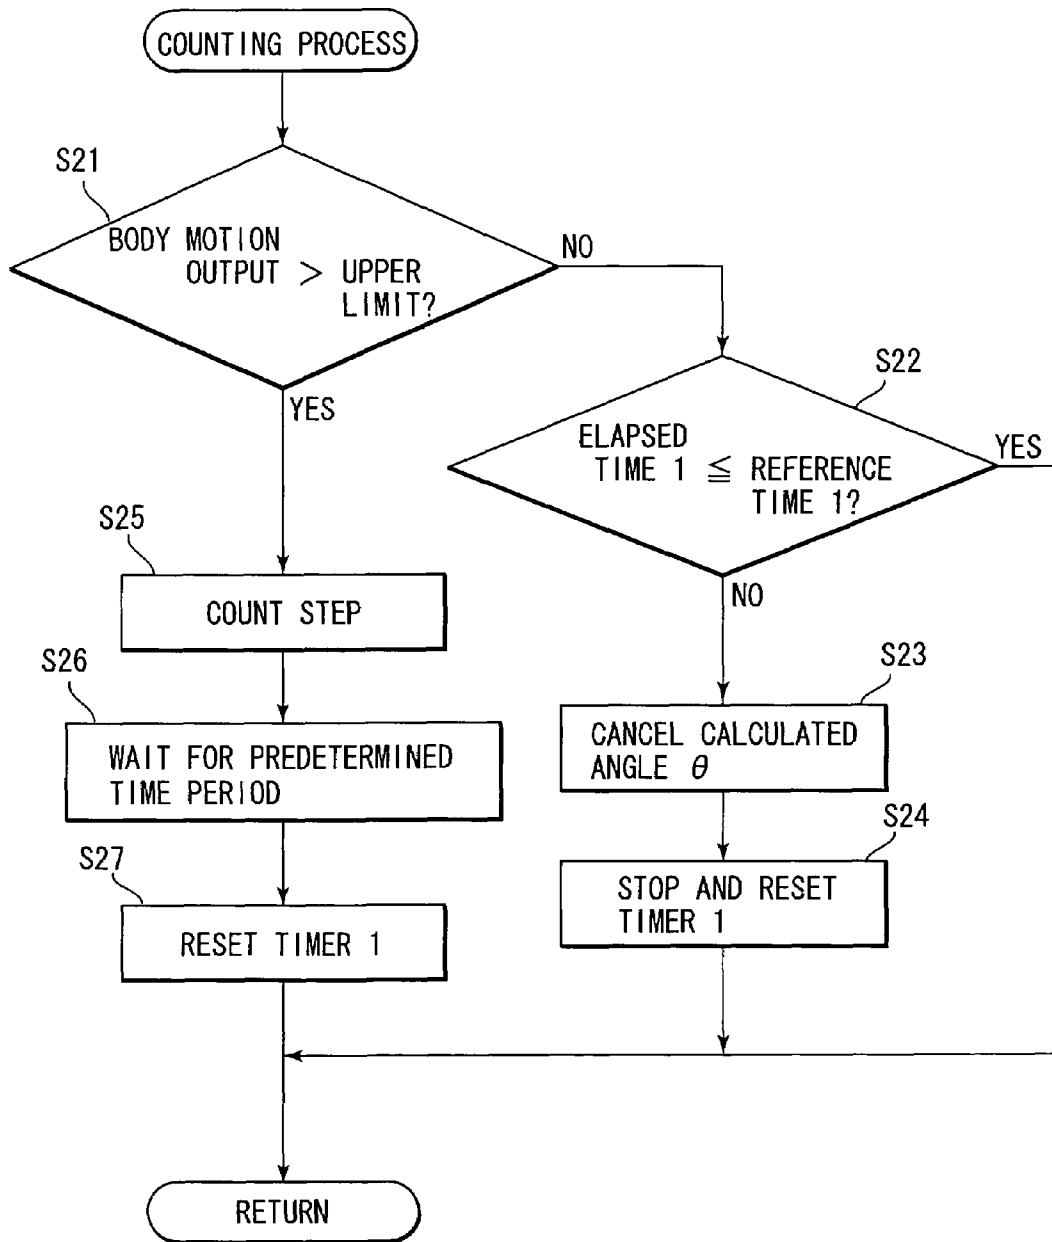 COUNTING PROCESS
S21
BODY MOTION
OUTPUT > UPPER
LIMIT?
NO
YES
S22
ELAPSED
TIME 1 ≦ REFERENCE
TIME 1?
YES
NO
S25
COUNT STEP
S26
WAIT FOR PREDETERMINED
TIME PERIOD
S27
RESET TIMER 1
S23
CANCEL CALCULATED
ANGLE θ
S24
STOP AND RESET
TIMER 1
RETURN